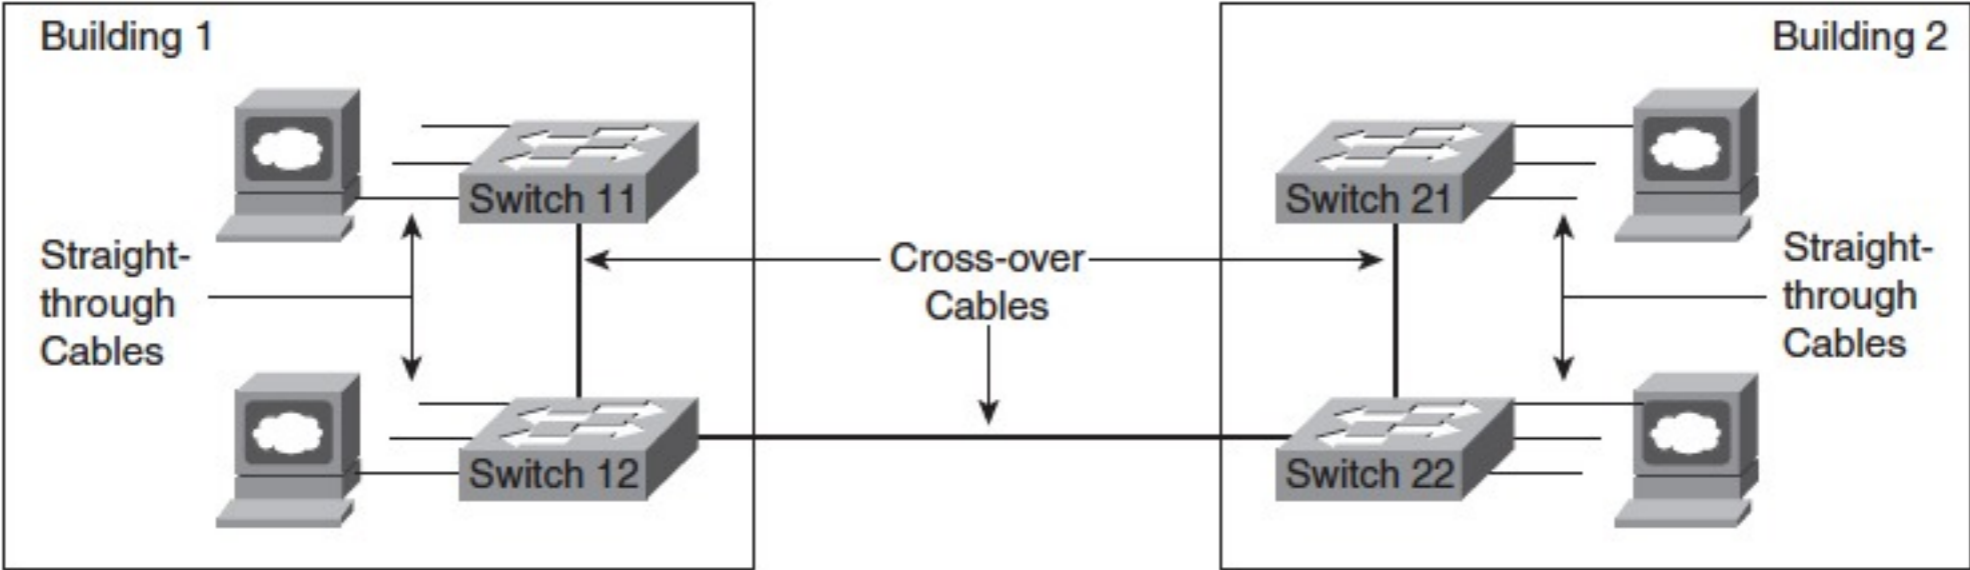 Building 1
Building 2
Switch 11
Switch 21
Straight-
through
Cables
Cross-over
Cables
Straight-
through
Cables
Switch 12
Switch 22